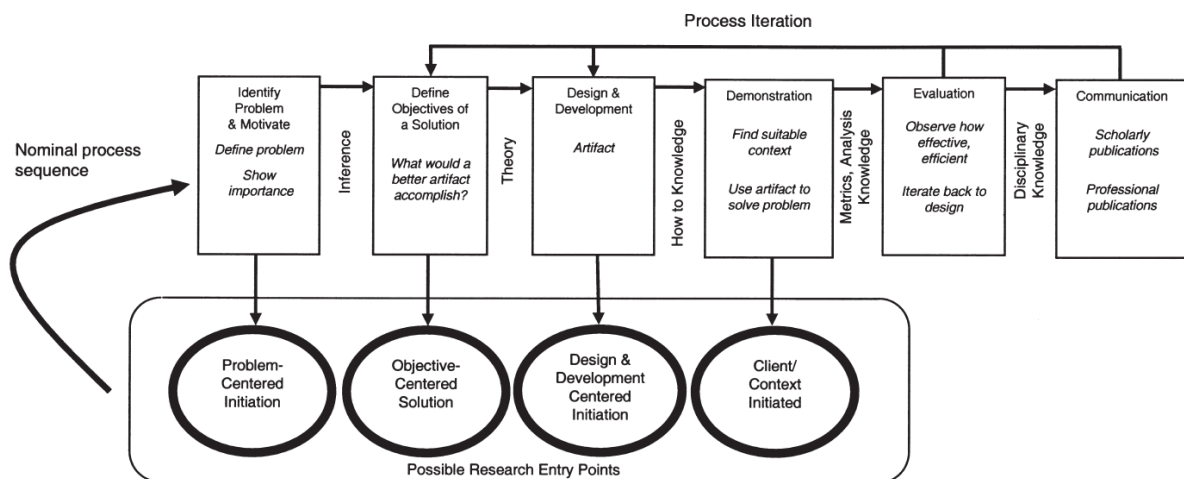 Process Iteration
Nominal process
sequence
Identify
Problem
& Motivate
Define problem
Show
importance
Inference
Define
Objectives of
a Solution
What would a
better artifact
accomplish?
Theory
Design &
Development
Artifact
How to Knowledge
Demonstration
Find suitable
context
Use artifact to
solve problem
Metrics, Analysis
Knowledge
Evaluation
Observe how
effective,
efficient
Iterate back to
design
Disciplinary
Knowledge
Communication
Scholarly
publications
Professional
publications
Problem-
Centered
Initiation
Objective-
Centered
Solution
Design &
Development
Centered
Initiation
Client/
Context
Initiated
Possible Research Entry Points